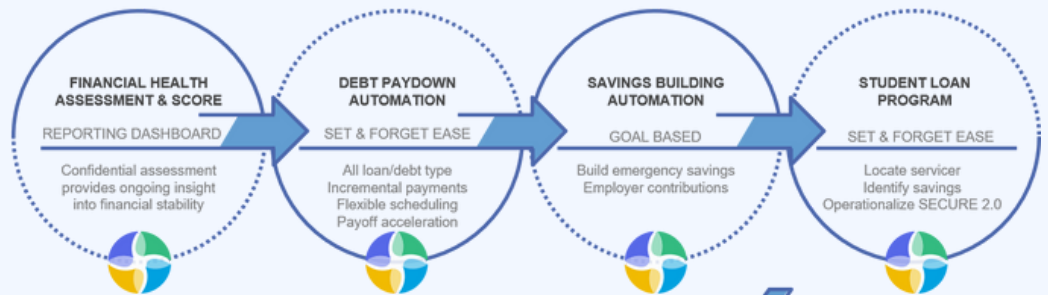 FINANCIAL HEALTH
ASSESSMENT & SCORE
REPORTING DASHBOARD
Confidential assessment
provides ongoing insight
into financial stability
DEBT PAYDOWN
AUTOMATION
SET & FORGET EASE
All loan/debt type
Incremental payments
Flexible scheduling
Payoff acceleration
SAVINGS BUILDING
AUTOMATION
GOAL BASED
Build emergency savings
Employer contributions
STUDENT LOAN
PROGRAM
SET & FORGET EASE
Locate servicer
Identify savings
Operationalize SECURE 2.0